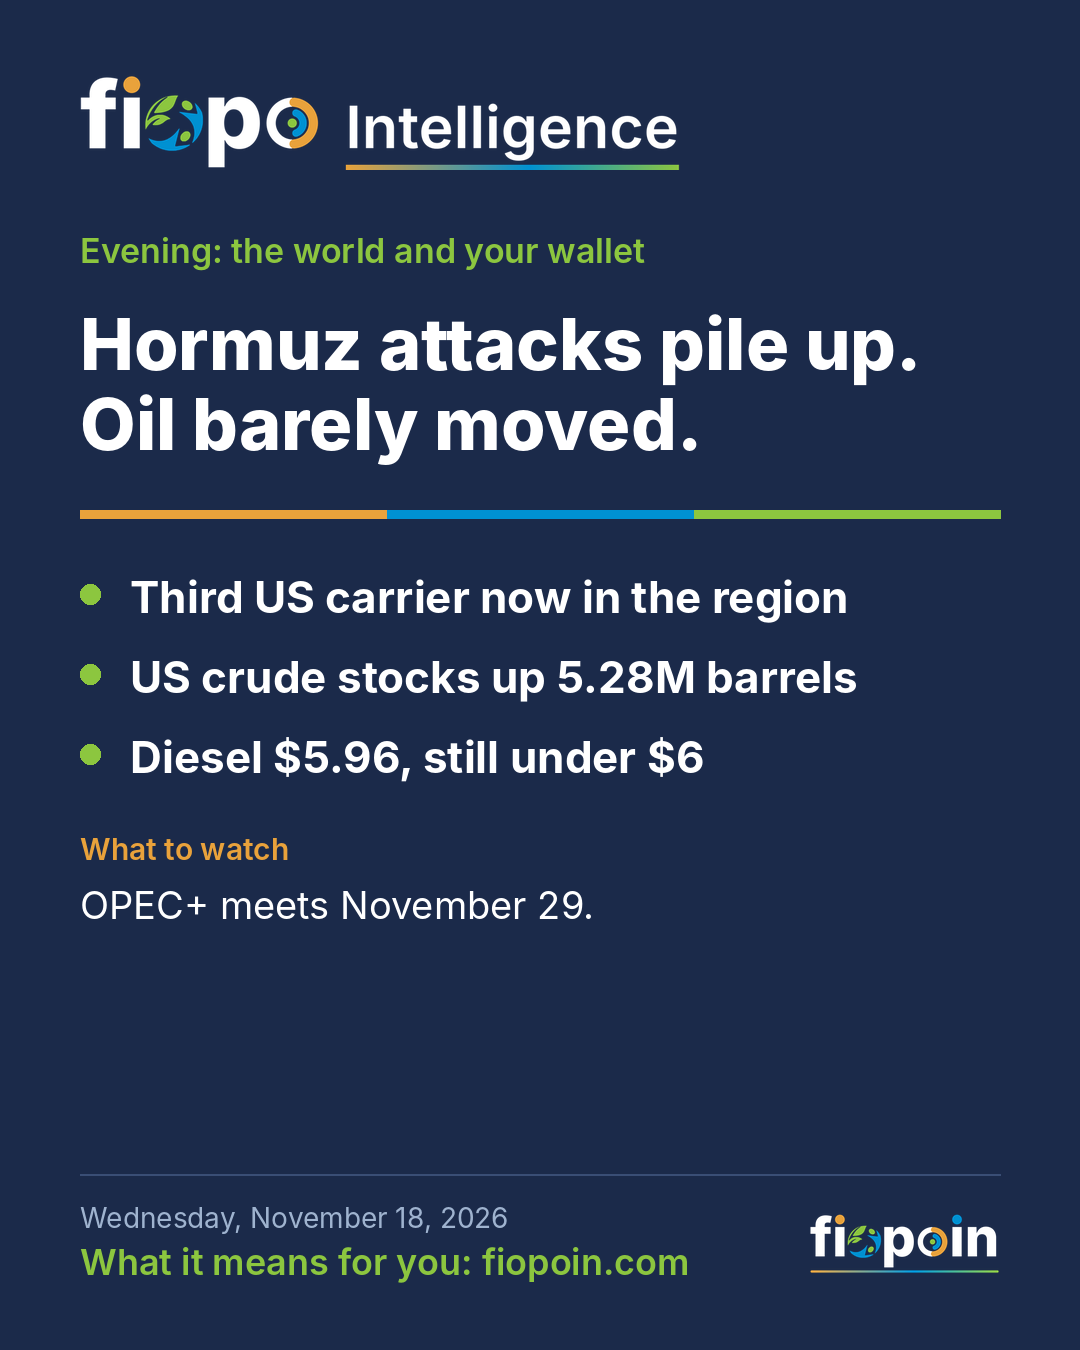 fiopo Intelligence
Evening: the world and your wallet
Hormuz attacks pile up.
Oil barely moved.
Third US carrier now in the region
US crude stocks up 5.28M barrels
Diesel $5.96, still under $6
What to watch
OPEC+ meets November 29.
Wednesday, November 18, 2026
What it means for you: fiopoin.com
fiopoin